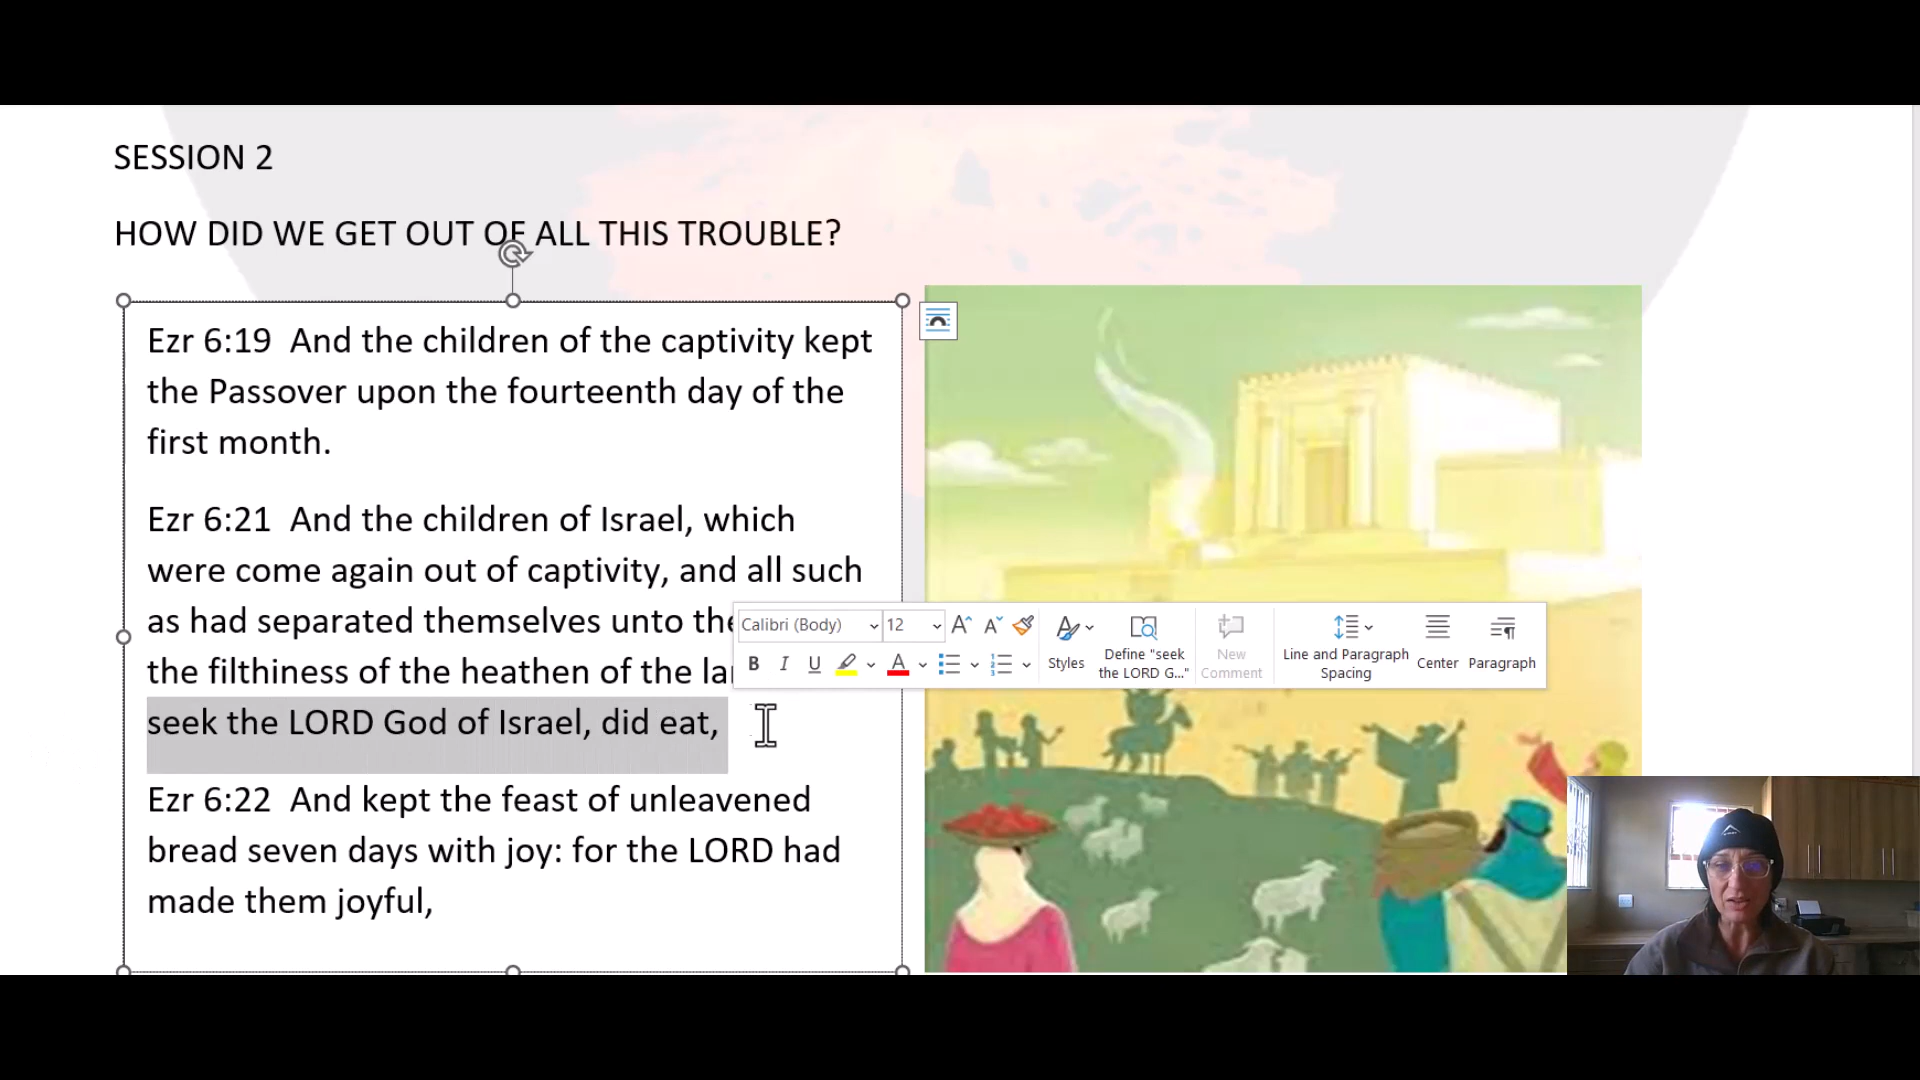 SESSION 2
HOW DID WE GET OUT OF ALL THIS TROUBLE?
Ezr 6:19 And the children of the captivity kept
the Passover upon the fourteenth day of the
first month.
Ezr 6:21 And the children of Israel, which
were come again out of captivity, and all such
as had separated themselves unto
the filthiness of the heathen of the
seek the LORD God of Israel, did eat,
Ezr 6:22 And kept the feast of unleavened
bread seven days with joy: for the LORD had
made them joyful,
Calibri (Body) 12 A A
B I U A
Styles
Define "seek
the LORD G..."
New
Comment
Line and Paragraph
Spacing
Center
Paragraph